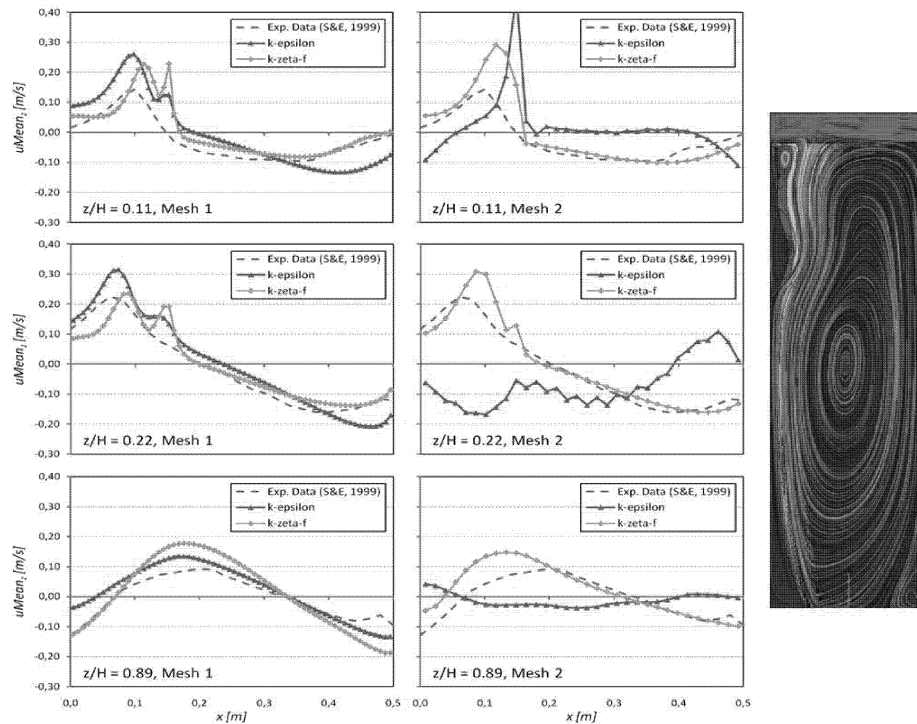 0,40
0,30
0,20
0,10
0,00
-0,10
-0,20
-0,30
uMean₂ [m/s]
Exp. Data (S&E, 1999)
k-epsilon
k-zeta-f
z/H = 0.11, Mesh 1
Exp. Data (S&E, 1999)
k-epsilon
k-zeta-f
z/H = 0.11, Mesh 2
0,40
0,30
0,20
0,10
0,00
-0,10
-0,20
-0,30
uMean₂ [m/s]
Exp. Data (S&E, 1999)
k-epsilon
k-zeta-f
z/H = 0.22, Mesh 1
Exp. Data (S&E, 1999)
k-epsilon
k-zeta-f
z/H = 0.22, Mesh 2
0,40
0,30
0,20
0,10
0,00
-0,10
-0,20
-0,30
uMean₂ [m/s]
Exp. Data (S&E, 1999)
k-epsilon
k-zeta-f
z/H = 0.89, Mesh 1
Exp. Data (S&E, 1999)
k-epsilon
k-zeta-f
z/H = 0.89, Mesh 2
0,0 0,1 0,2 0,3 0,4 0,5
x [m]
0,0 0,1 0,2 0,3 0,4 0,5
x [m]